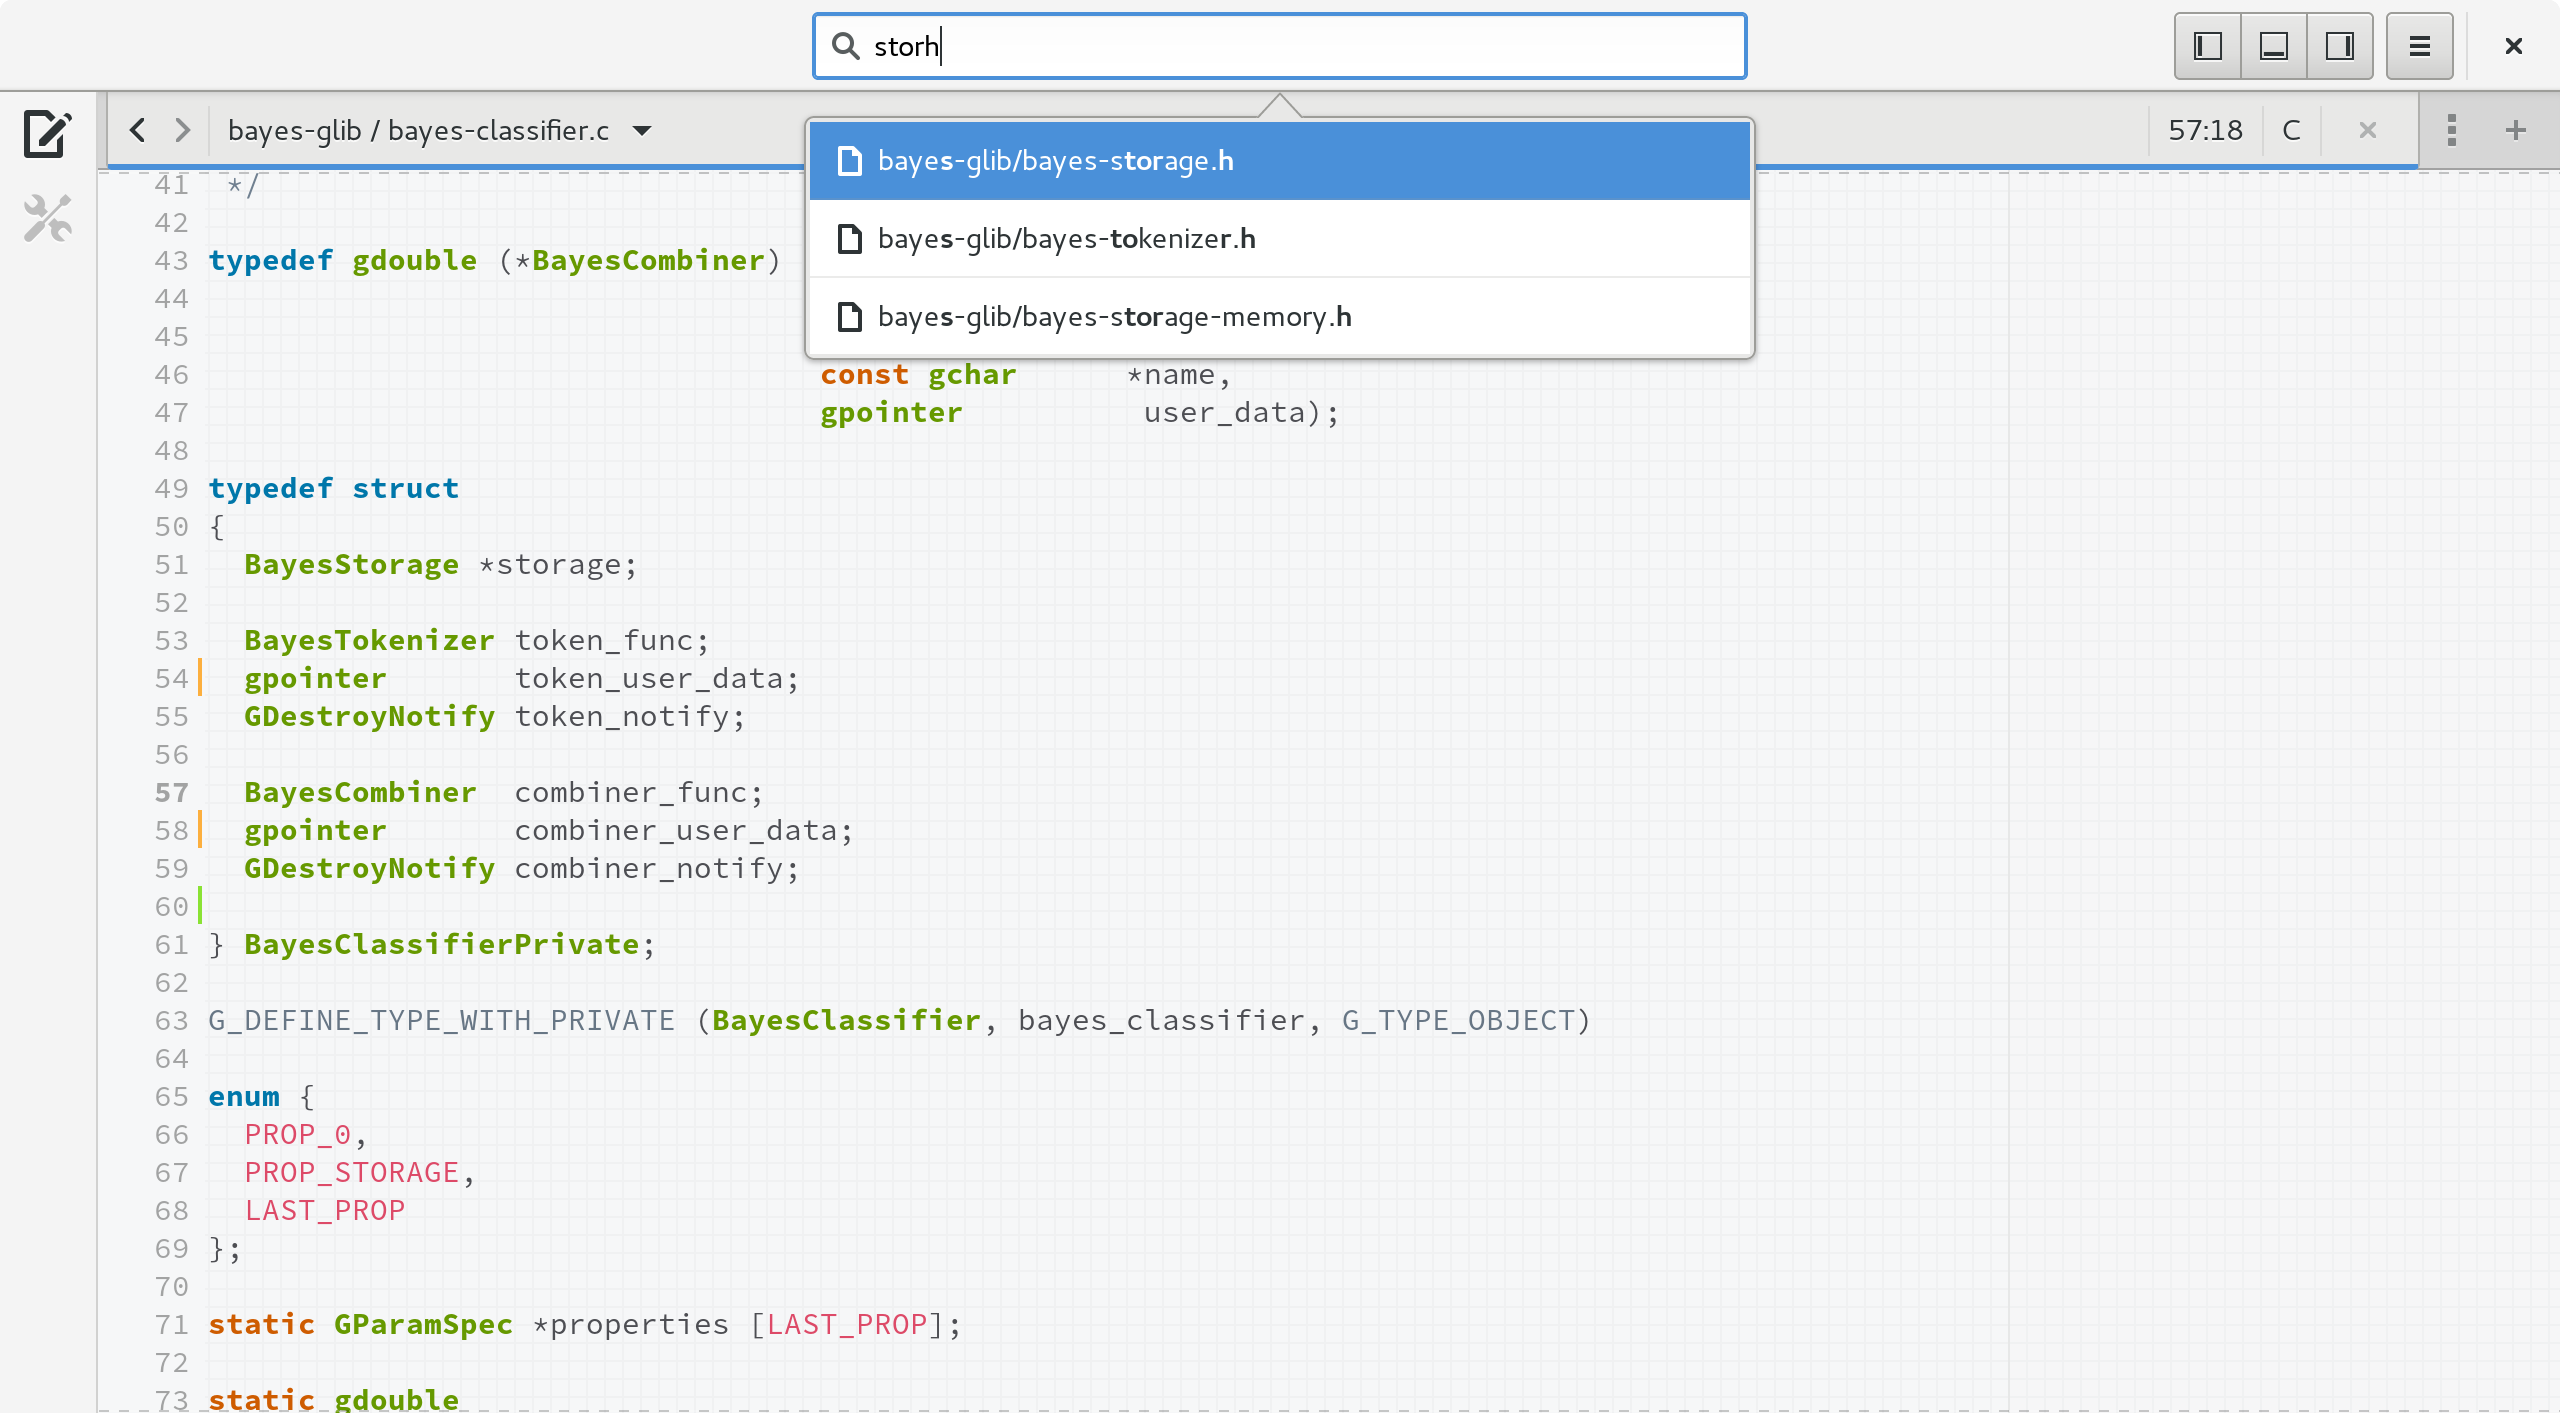 storh
bayes-glib / bayes-classifier.c
57:18 C
bayes-glib/bayes-storage.h
bayes-glib/bayes-tokenizer.h
bayes-glib/bayes-storage-memory.h
41 */
42
43 typedef gdouble (*BayesCombiner)
44
45
46 const gchar *name,
47 gpointer user_data);
48
49 typedef struct
50 {
51 BayesStorage *storage;
52
53 BayesTokenizer token_func;
54 gpointer token_user_data;
55 GDestroyNotify token_notify;
56
57 BayesCombiner combiner_func;
58 gpointer combiner_user_data;
59 GDestroyNotify combiner_notify;
60
61 } BayesClassifierPrivate;
62
63 G_DEFINE_TYPE_WITH_PRIVATE (BayesClassifier, bayes_classifier, G_TYPE_OBJECT)
64
65 enum {
66 PROP_0,
67 PROP_STORAGE,
68 LAST_PROP
69 };
70
71 static GParamSpec *properties [LAST_PROP];
72
73 static gdouble